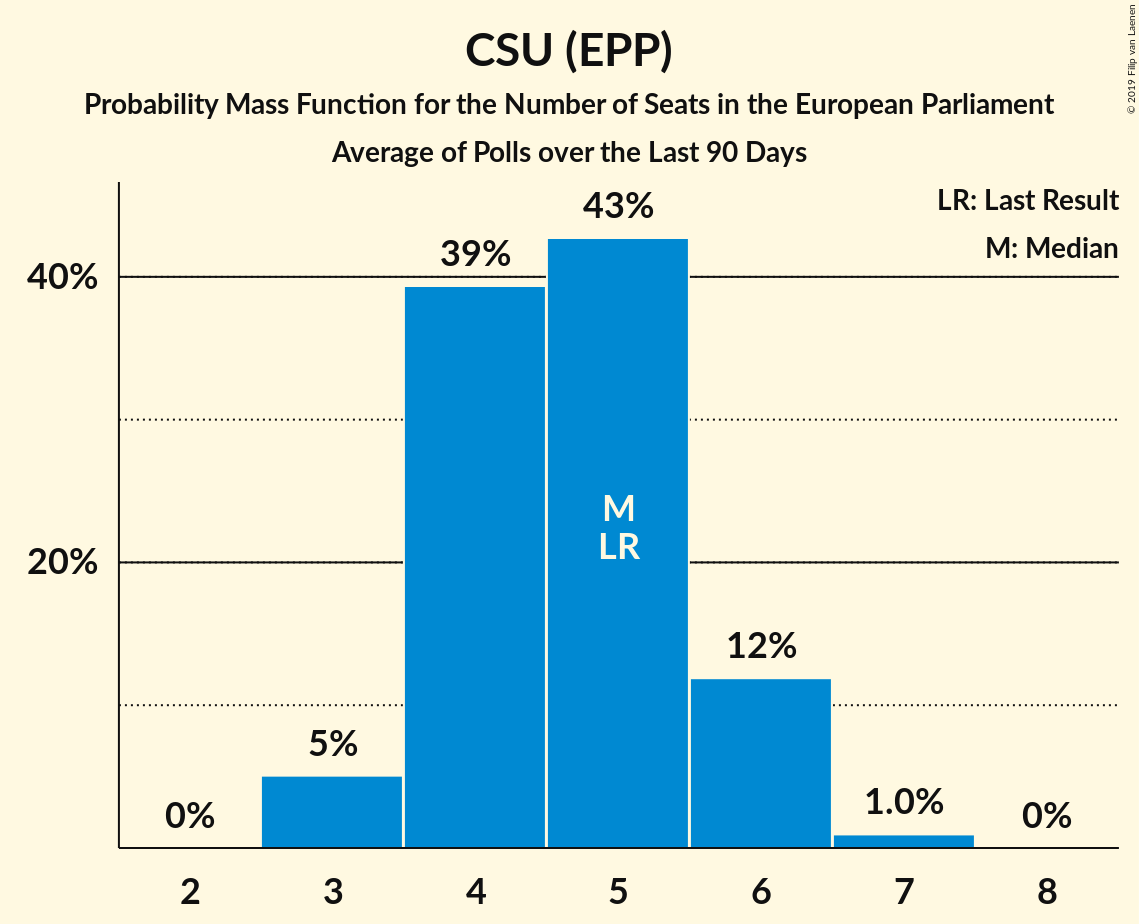 CSU (EPP)
Probability Mass Function for the Number of Seats in the European Parliament
Average of Polls over the Last 90 Days
© 2019 Filip van Laenen
LR: Last Result
M: Median
43%
39%
40%
M
LR
20%
12%
5%
1.0%
0%
0%
2 3 4 5 6 7 8